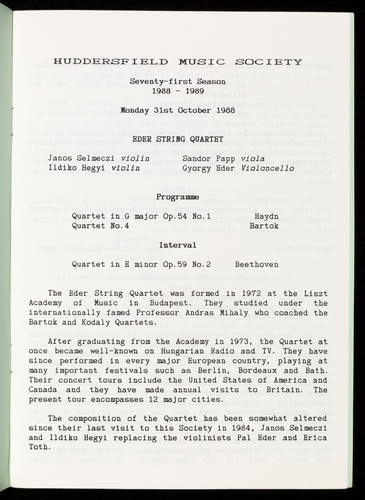 HUDDERSFIELD MUSIC SOCIETY
Seventy-first Season
1988 - 1989
Monday 31st October 1988
EDER STRING QUARTET
Janos Selmeczi violin Sandor Papp viola
Ildiko Hegyi violin Gyorgy Eder Violoncello
Programme
Quartet in G major Op.54 No.1 Haydn
Quartet No.4 Bartok
Interval
Quartet in E minor Op.59 No.2 Beethoven
The Eder String Quartet was formed in 1972 at the Liszt
Academy of Music in Budapest. They studied under the
internationally famed Professor Andras Mihaly who coached the
Bartok and Kodaly Quartets.
After graduating from the Academy in 1973, the Quartet at
once became well-known on Hungarian Radio and TV. They have
since performed in every major European country, playing at
many important festivals such as Berlin, Bordeaux and Bath.
Their concert tours include the United States of America and
Canada and they have made annual visits to Britain. The
present tour encompasses 12 major cities.
The composition of the Quartet has been somewhat altered
since their last visit to this Society in 1984, Janos Selmeczi
and Ildiko Hegyi replacing the violinists Pal Eder and Erica
Toth.